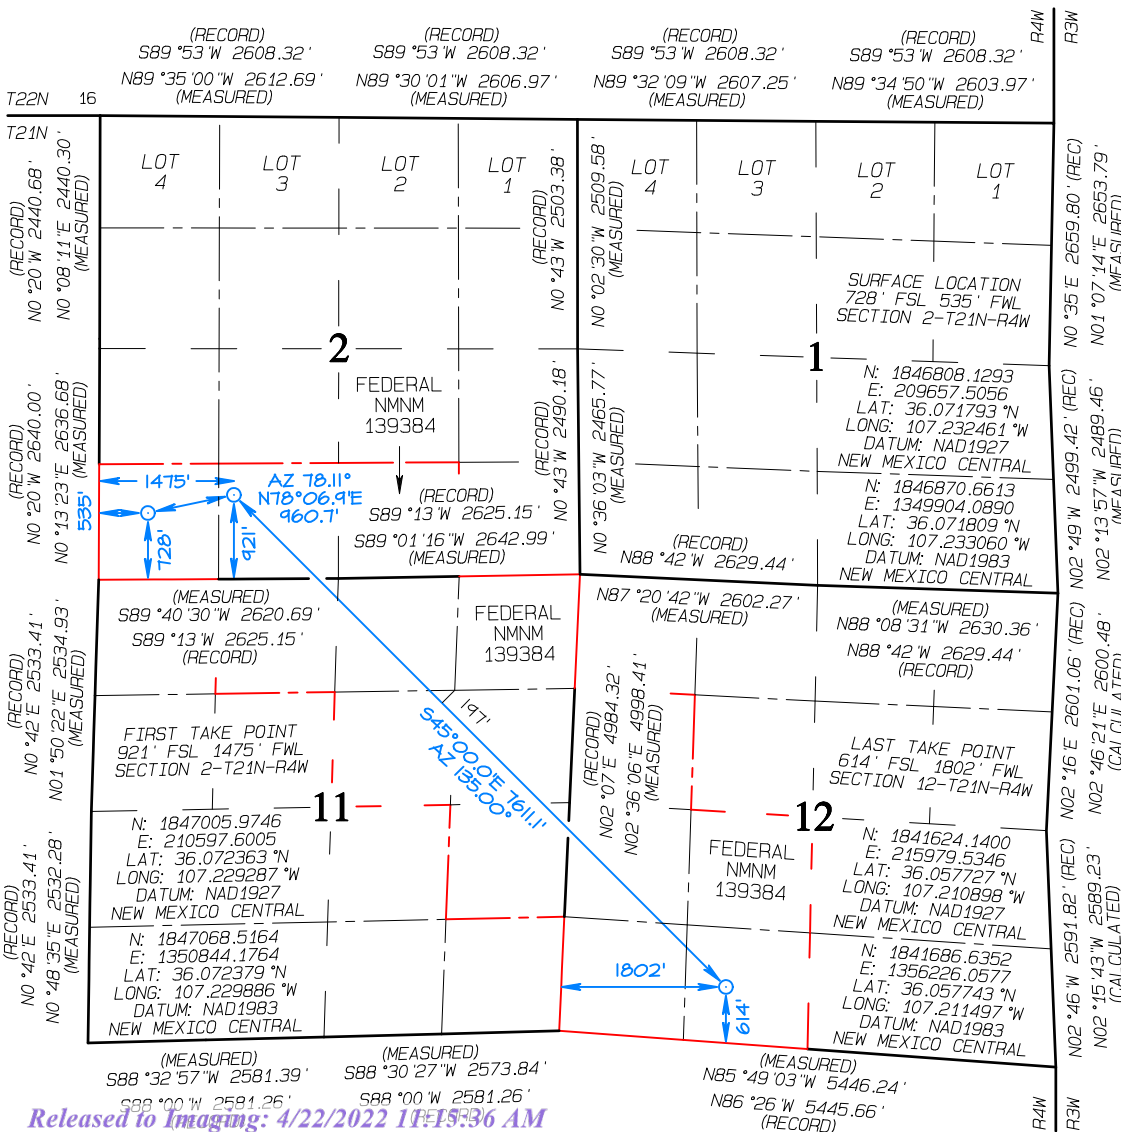 (RECORD)
S89°53'W 2608.32'
N89°35'00"W 2612.69'
(MEASURED)
(RECORD)
S89°53'W 2608.32'
N89°30'01"W 2606.97'
(MEASURED)
(RECORD)
S89°53'W 2608.32'
N89°32'09"W 2607.25'
(MEASURED)
(RECORD)
S89°53'W 2608.32'
N89°34'50"W 2603.97'
(MEASURED)
R4W
R3W
T22N 16
T21N
LOT
4
LOT
3
LOT
2
LOT
1
LOT
4
LOT
3
LOT
2
LOT
1
(RECORD)
N0°20'W 2440.68'
N0°08'11"E 2440.30'
(MEASURED)
(RECORD)
N0°43'W 2503.38'
N0°02'30"W 2509.58'
(MEASURED)
N0°35'E 2659.80' (REC)
N01°07'14"E 2653.79'
(MEASURED)
2
1
SURFACE LOCATION
728' FSL 535' FWL
SECTION 2-T21N-R4W
N: 1846808.1293
E: 209657.5056
LAT: 36.071793°N
LONG: 107.232461°W
DATUM: NAD1927
NEW MEXICO CENTRAL
N: 1846870.6613
E: 1349904.0890
LAT: 36.071809°N
LONG: 107.233060°W
DATUM: NAD1983
NEW MEXICO CENTRAL
FEDERAL
NMNM
139384
(RECORD)
N0°20'W 2640.00'
N0°13'23"E 2636.68'
(MEASURED)
(RECORD)
N0°43'W 2490.18'
N0°36'03"W 2465.77'
(MEASURED)
N02°49'W 2499.42' (REC)
N02°13'57"W 2489.46'
(MEASURED)
1475'
535'
728'
921'
AZ 78.11°
N78°06.9'E
960.7'
(RECORD)
S89°13'W 2625.15'
S89°01'16"W 2642.99'
(MEASURED)
(RECORD)
N88°42'W 2629.44'
N87°20'42"W 2602.27'
(MEASURED)
(MEASURED)
S89°40'30"W 2620.69'
S89°13'W 2625.15'
(RECORD)
FEDERAL
NMNM
139384
(MEASURED)
N88°08'31"W 2630.36'
N88°42'W 2629.44'
(RECORD)
(RECORD)
N0°42'E 2533.41'
N01°50'22"E 2534.93'
(MEASURED)
(RECORD)
N02°07'E 4984.32'
N02°36'06"E 4998.41'
(MEASURED)
N02°16'E 2601.06' (REC)
N02°46'21"E 2600.48'
(CALCULATED)
197'
S45°00.0'E 7611.1'
AZ 135.00°
FIRST TAKE POINT
921' FSL 1475' FWL
SECTION 2-T21N-R4W
11
N: 1847005.9746
E: 210597.6005
LAT: 36.072363°N
LONG: 107.229287°W
DATUM: NAD1927
NEW MEXICO CENTRAL
N: 1847068.5164
E: 1350844.1764
LAT: 36.072379°N
LONG: 107.229886°W
DATUM: NAD1983
NEW MEXICO CENTRAL
LAST TAKE POINT
614' FSL 1802' FWL
SECTION 12-T21N-R4W
12
N: 1841624.1400
E: 215979.5346
LAT: 36.057727°N
LONG: 107.210898°W
DATUM: NAD1927
NEW MEXICO CENTRAL
N: 1841686.6352
E: 1356226.0577
LAT: 36.057743°N
LONG: 107.211497°W
DATUM: NAD1983
NEW MEXICO CENTRAL
FEDERAL
NMNM
139384
(RECORD)
N0°42'E 2533.41'
N0°48'35"E 2532.28'
(MEASURED)
N02°46'W 2591.82' (REC)
N02°15'43"W 2589.23'
(CALCULATED)
1802'
614'
(MEASURED)
S88°32'57"W 2581.39'
S88°00'W 2581.26'
(RECORD)
(MEASURED)
S88°30'27"W 2573.84'
S88°00'W 2581.26'
(RECORD)
(MEASURED)
N85°49'03"W 5446.24'
N86°26'W 5445.66'
(RECORD)
R4W
R3W
Released to Imaging: 4/22/2022 11:15:36 AM